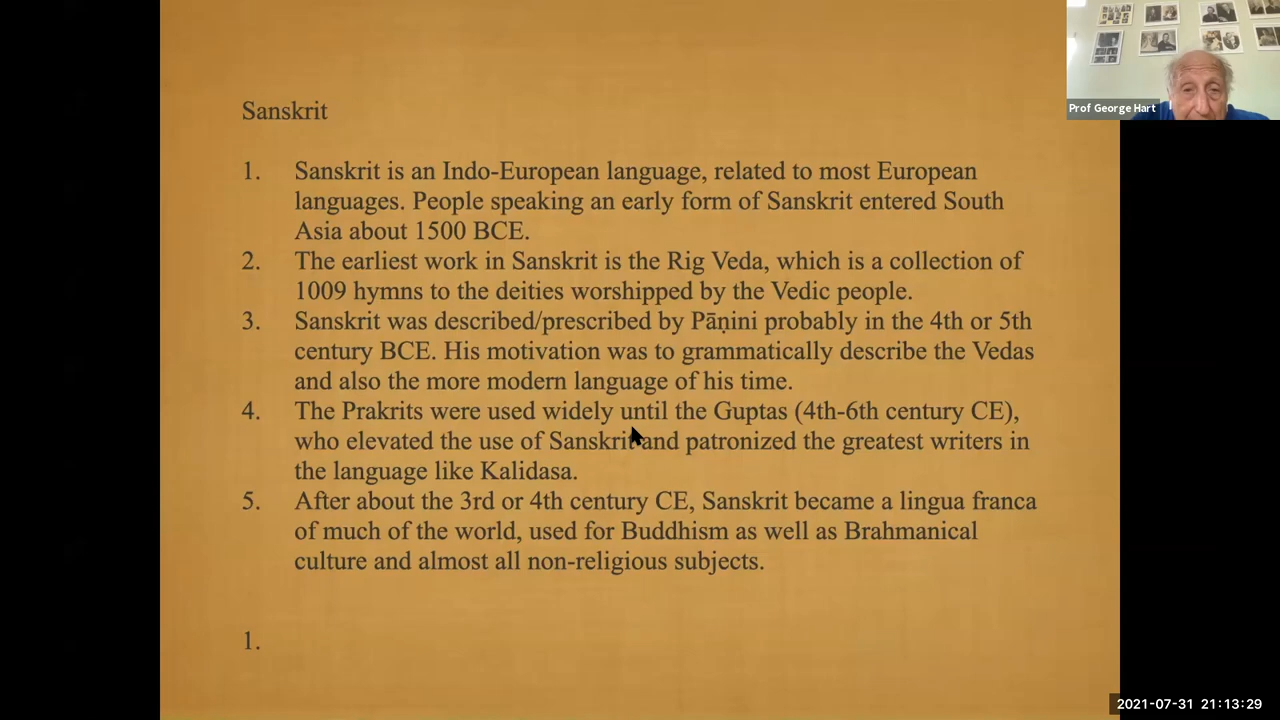 Sanskrit
1. Sanskrit is an Indo-European language, related to most European
languages. People speaking an early form of Sanskrit entered South
Asia about 1500 BCE.
2. The earliest work in Sanskrit is the Rig Veda, which is a collection of
1009 hymns to the deities worshipped by the Vedic people.
3. Sanskrit was described/prescribed by Pāṇini probably in the 4th or 5th
century BCE. His motivation was to grammatically describe the Vedas
and also the more modern language of his time.
4. The Prakrits were used widely until the Guptas (4th-6th century CE),
who elevated the use of Sanskrit and patronized the greatest writers in
the language like Kalidasa.
5. After about the 3rd or 4th century CE, Sanskrit became a lingua franca
of much of the world, used for Buddhism as well as Brahmanical
culture and almost all non-religious subjects.
1.
Prof George Hart
2021-07-31 21:13:29